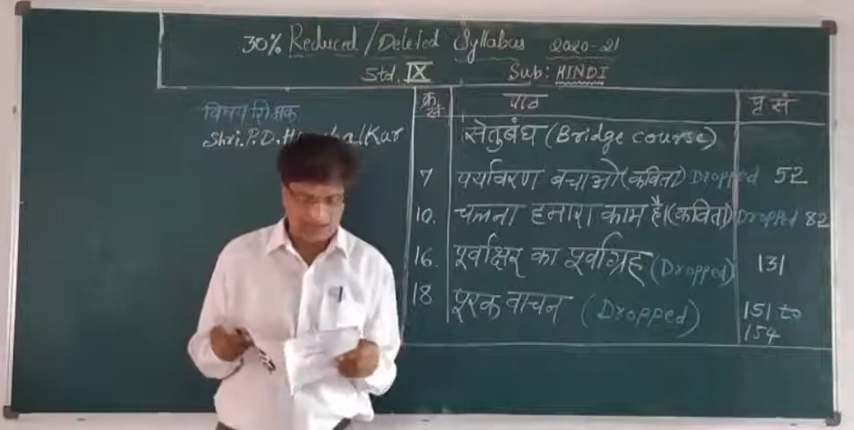 30% Reduced/Deleted Syllabus 2020-21
Std. IX Sub: HINDI
विषय शिक्षक
Shri. P. D.
क्र.सं. पाठ पृ सं
सेतुबंध (Bridge course)
7 पर्यावरण बचाओ (कविता) Dropped 52
10. चलना हमारा काम है। (कविता) Dropped 82
16. पूर्वाक्षर का पूर्वाग्रह (Dropped) 131
18 पूरक वाचन (Dropped) 151 to
154